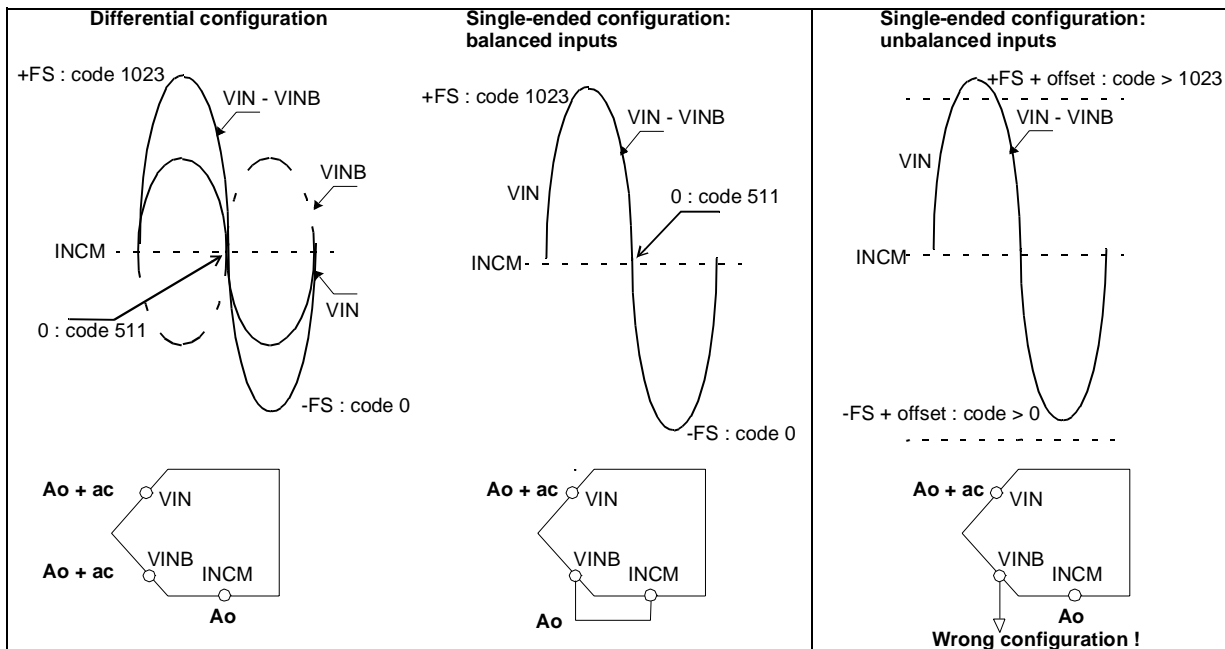 Differential configuration
+FS : code 1023
VIN - VINB
VINB
INCM
VIN
0 : code 511
-FS : code 0
Ao + ac
VIN
Ao + ac
VINB
INCM
Ao
Single-ended configuration:
balanced inputs
+FS : code 1023
VIN - VINB
VIN
0 : code 511
INCM
-FS : code 0
Ao + ac
VIN
VINB
INCM
Ao
Single-ended configuration:
unbalanced inputs
+FS + offset : code > 1023
VIN - VINB
VIN
INCM
-FS + offset : code > 0
Ao + ac
VIN
VINB
INCM
Ao
Wrong configuration !